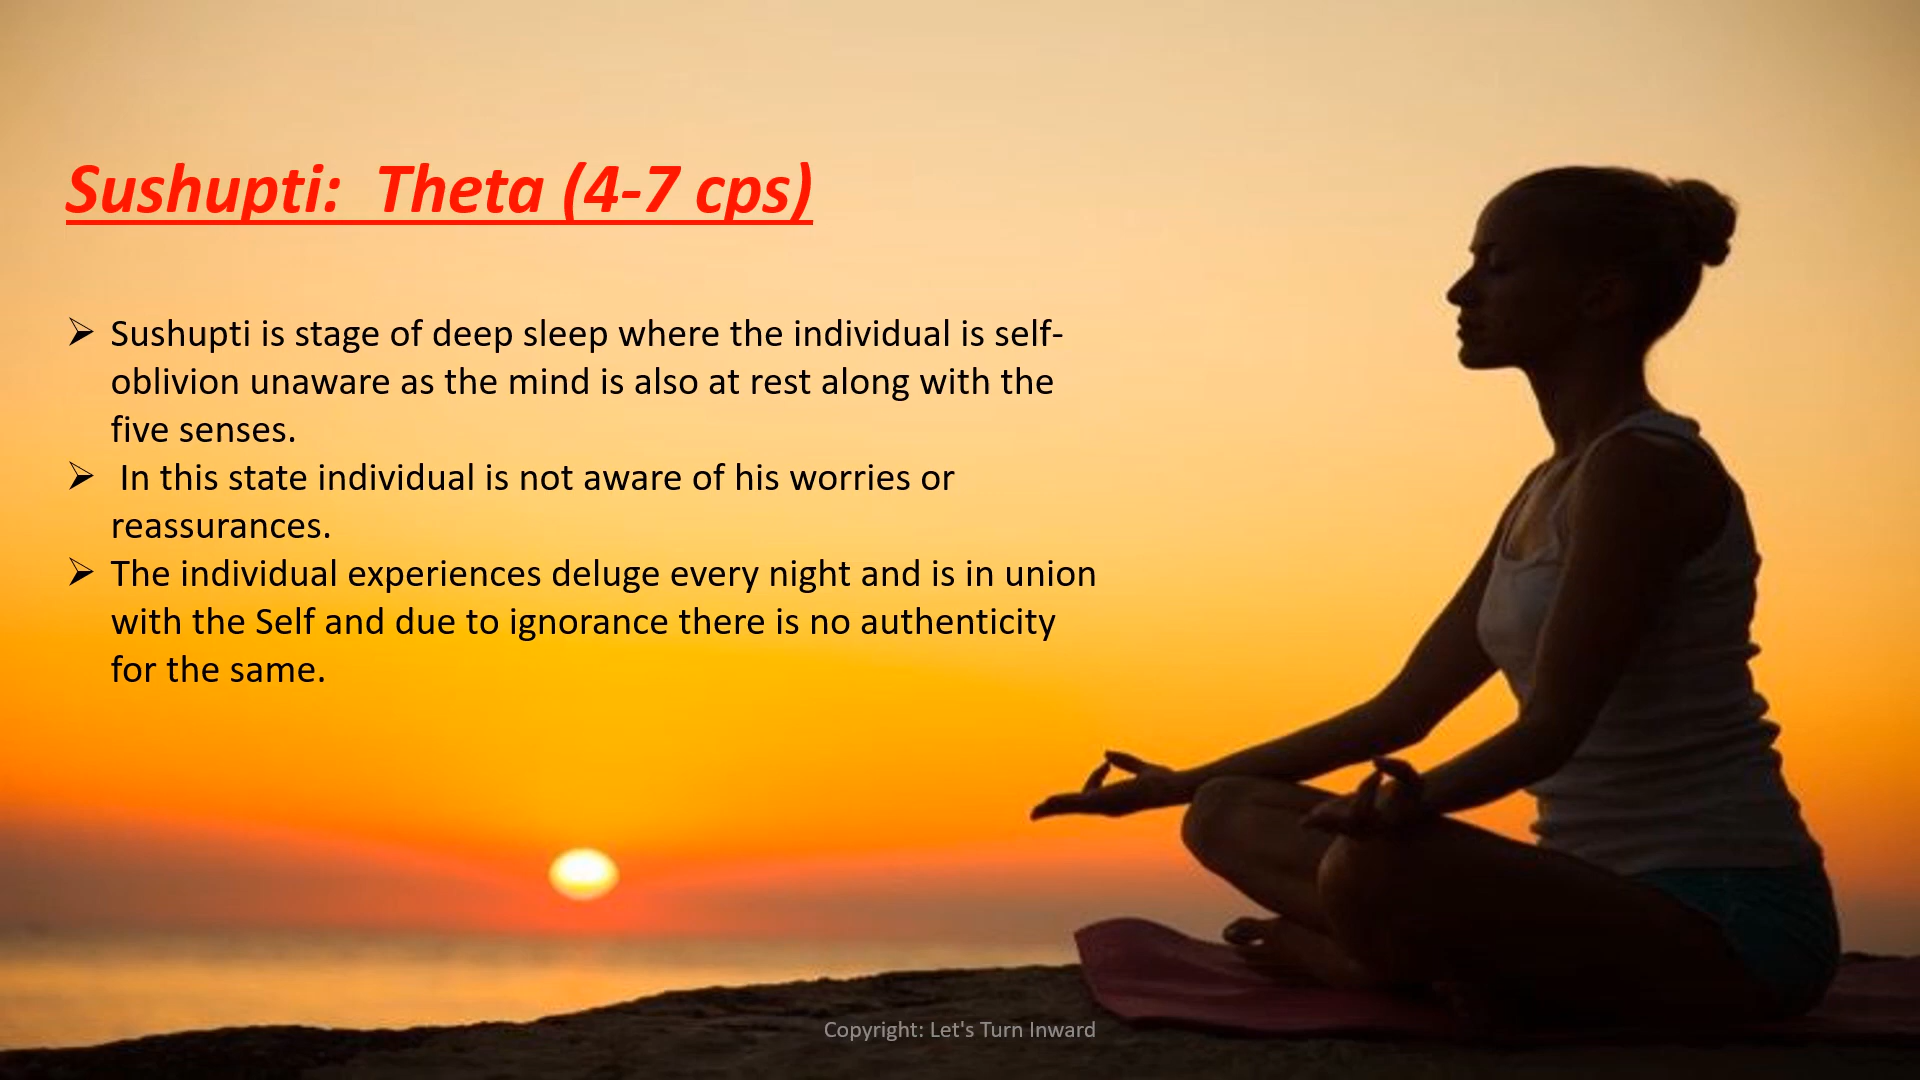 Sushupti:  Theta (4-7 cps)
➢ Sushupti is stage of deep sleep where the individual is self-
oblivion unaware as the mind is also at rest along with the
five senses.
➢ In this state individual is not aware of his worries or
reassurances.
➢ The individual experiences deluge every night and is in union
with the Self and due to ignorance there is no authenticity
for the same.
Copyright: Let's Turn Inward